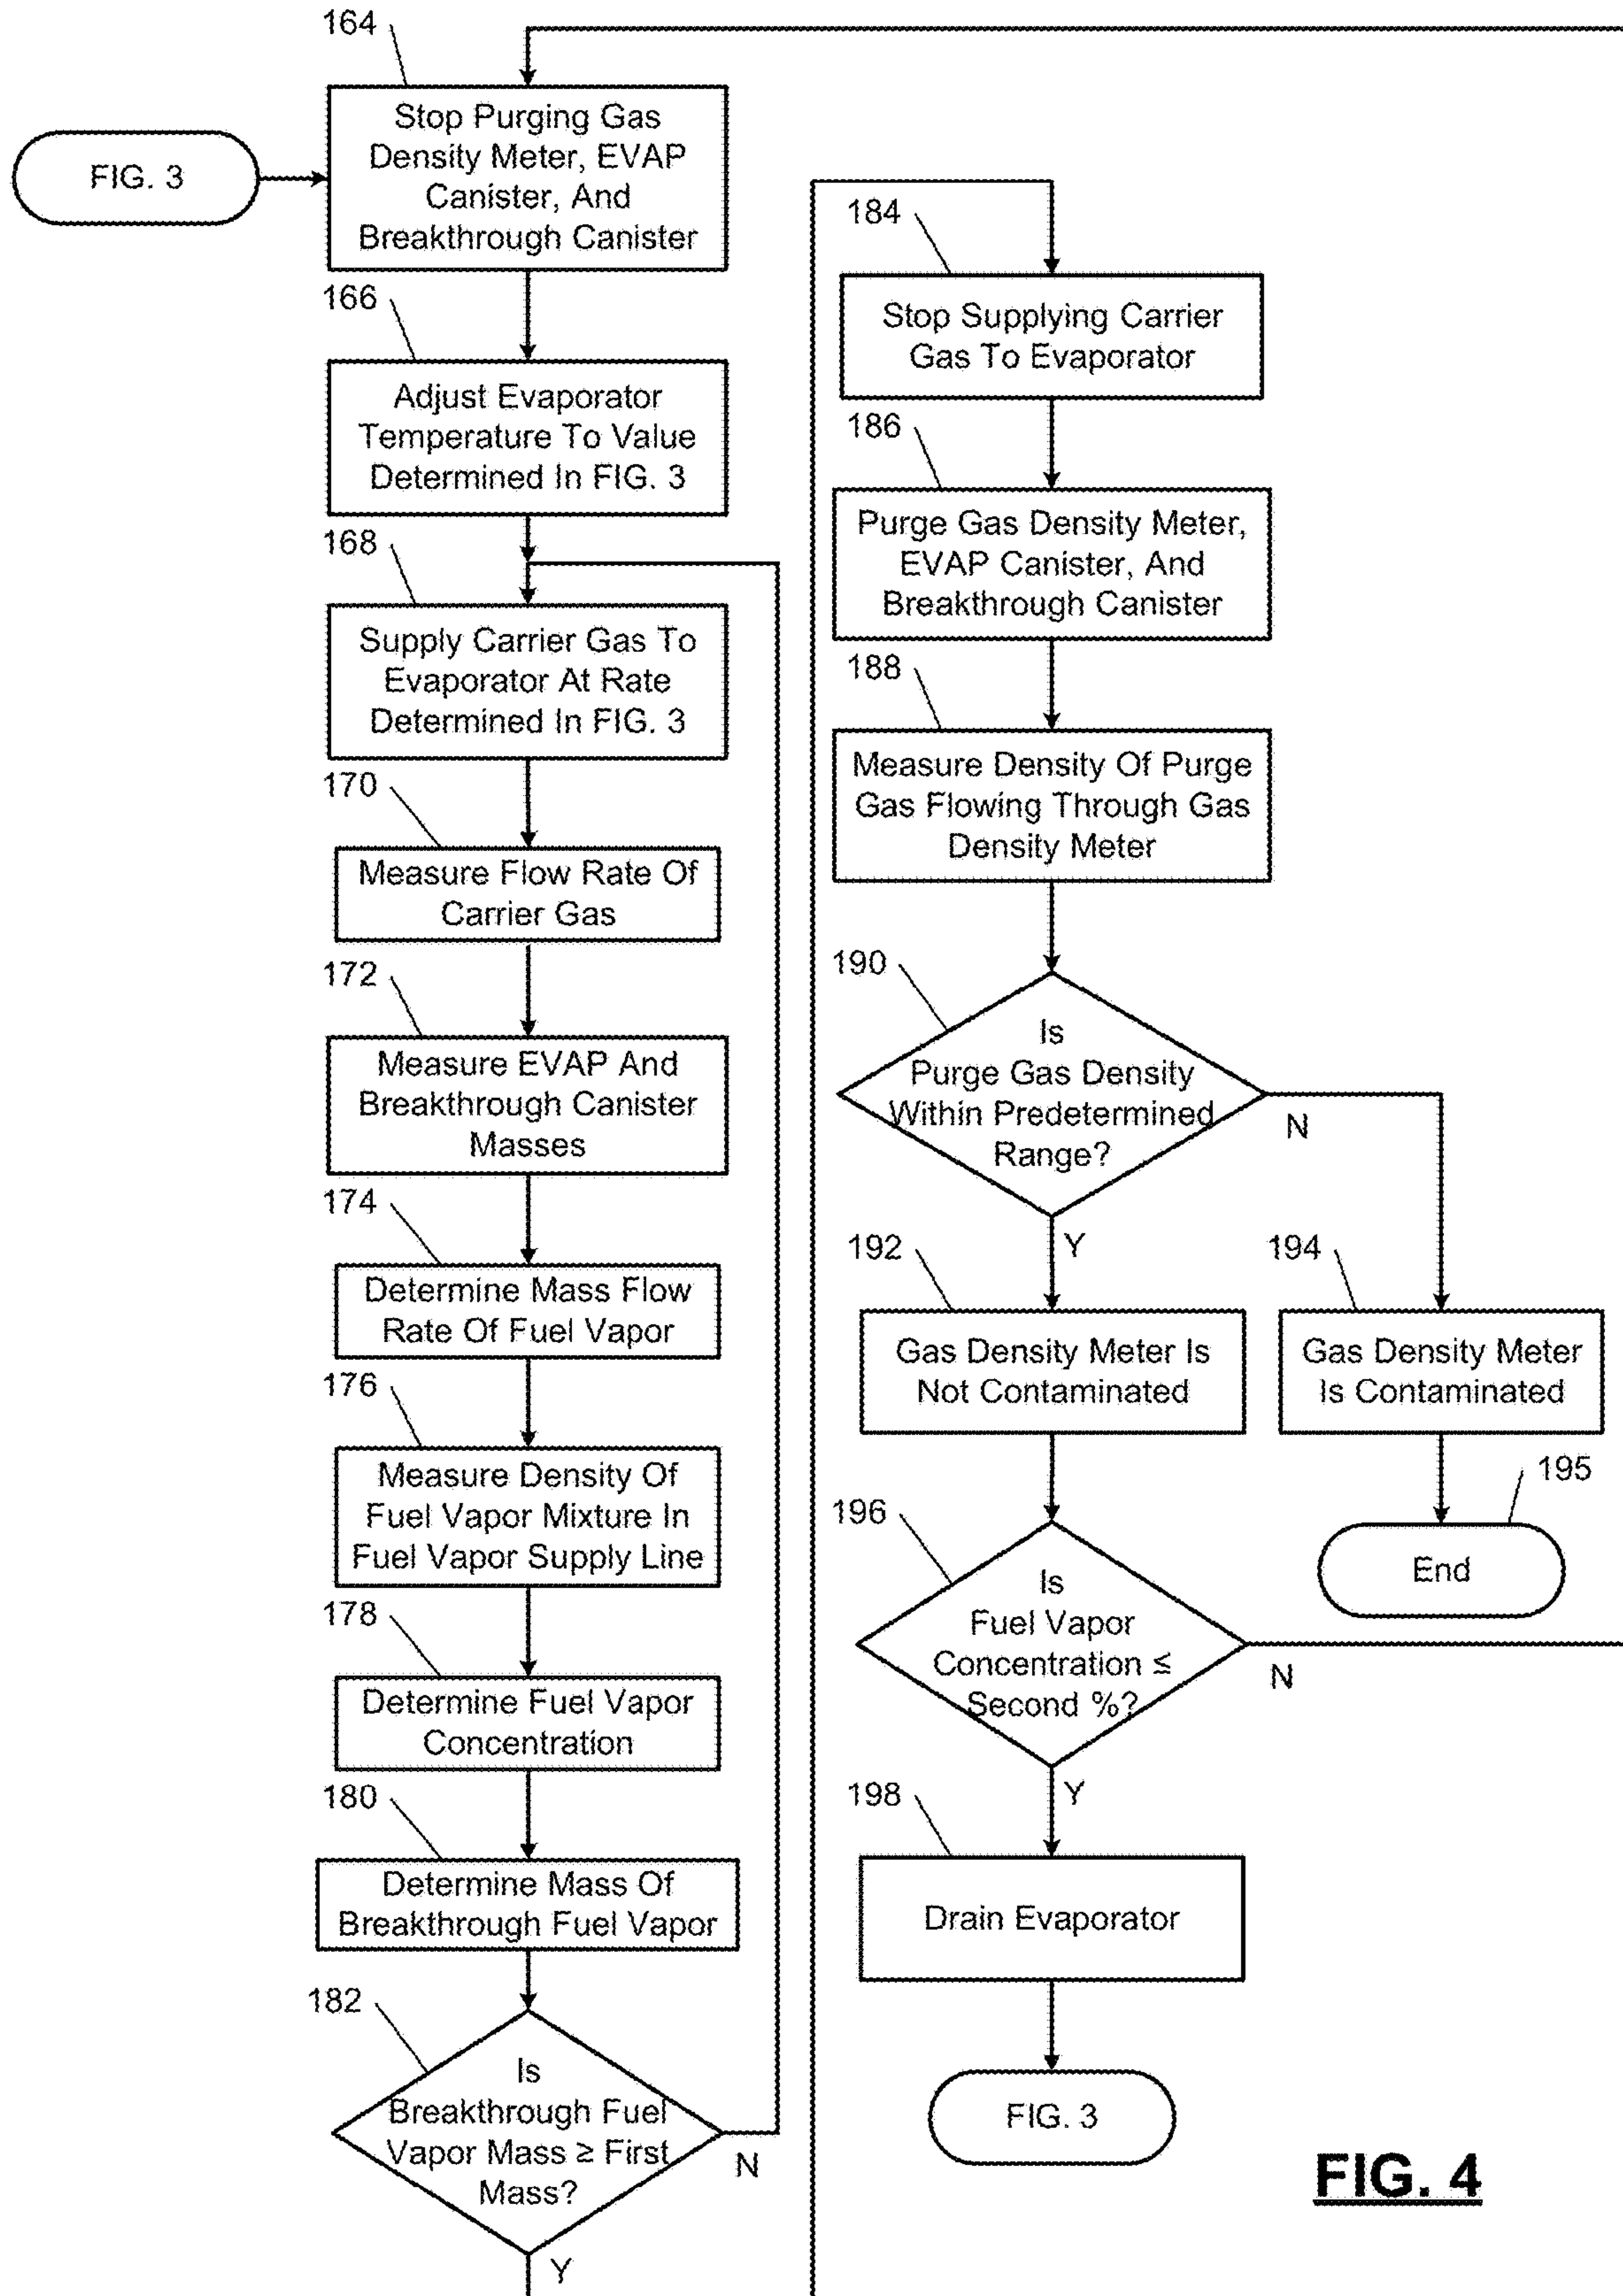 164
Stop Purging Gas
Density Meter, EVAP
Canister, And
Breakthrough Canister
FIG. 3
166
Adjust Evaporator
Temperature To Value
Determined In FIG. 3
168
Supply Carrier Gas To
Evaporator At Rate
Determined In FIG. 3
170
Measure Flow Rate Of
Carrier Gas
172
Measure EVAP And
Breakthrough Canister
Masses
174
Determine Mass Flow
Rate Of Fuel Vapor
176
Measure Density Of
Fuel Vapor Mixture In
Fuel Vapor Supply Line
178
Determine Fuel Vapor
Concentration
180
Determine Mass Of
Breakthrough Fuel Vapor
182
Is
Breakthrough Fuel
Vapor Mass ≥ First
Mass?
N
Y
184
Stop Supplying Carrier
Gas To Evaporator
186
Purge Gas Density Meter,
EVAP Canister, And
Breakthrough Canister
188
Measure Density Of Purge
Gas Flowing Through Gas
Density Meter
190
Is
Purge Gas Density
Within Predetermined
Range?
N
Y
192
Gas Density Meter Is
Not Contaminated
194
Gas Density Meter
Is Contaminated
195
End
196
Is
Fuel Vapor
Concentration ≤
Second %?
N
Y
198
Drain Evaporator
FIG. 3
FIG. 4